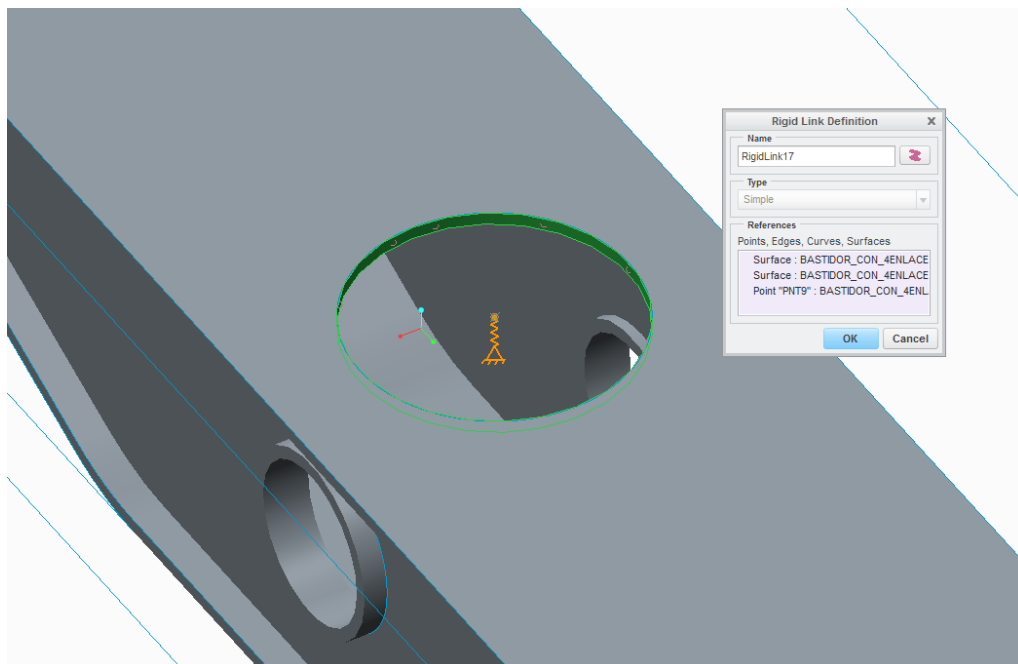 Rigid Link Definition X
Name
RigidLink17
Type
Simple
References
Points, Edges, Curves, Surfaces
Surface : BASTIDOR_CON_4ENLACE
Surface : BASTIDOR_CON_4ENLACE
Point "PNT9" : BASTIDOR_CON_4ENL
OK Cancel